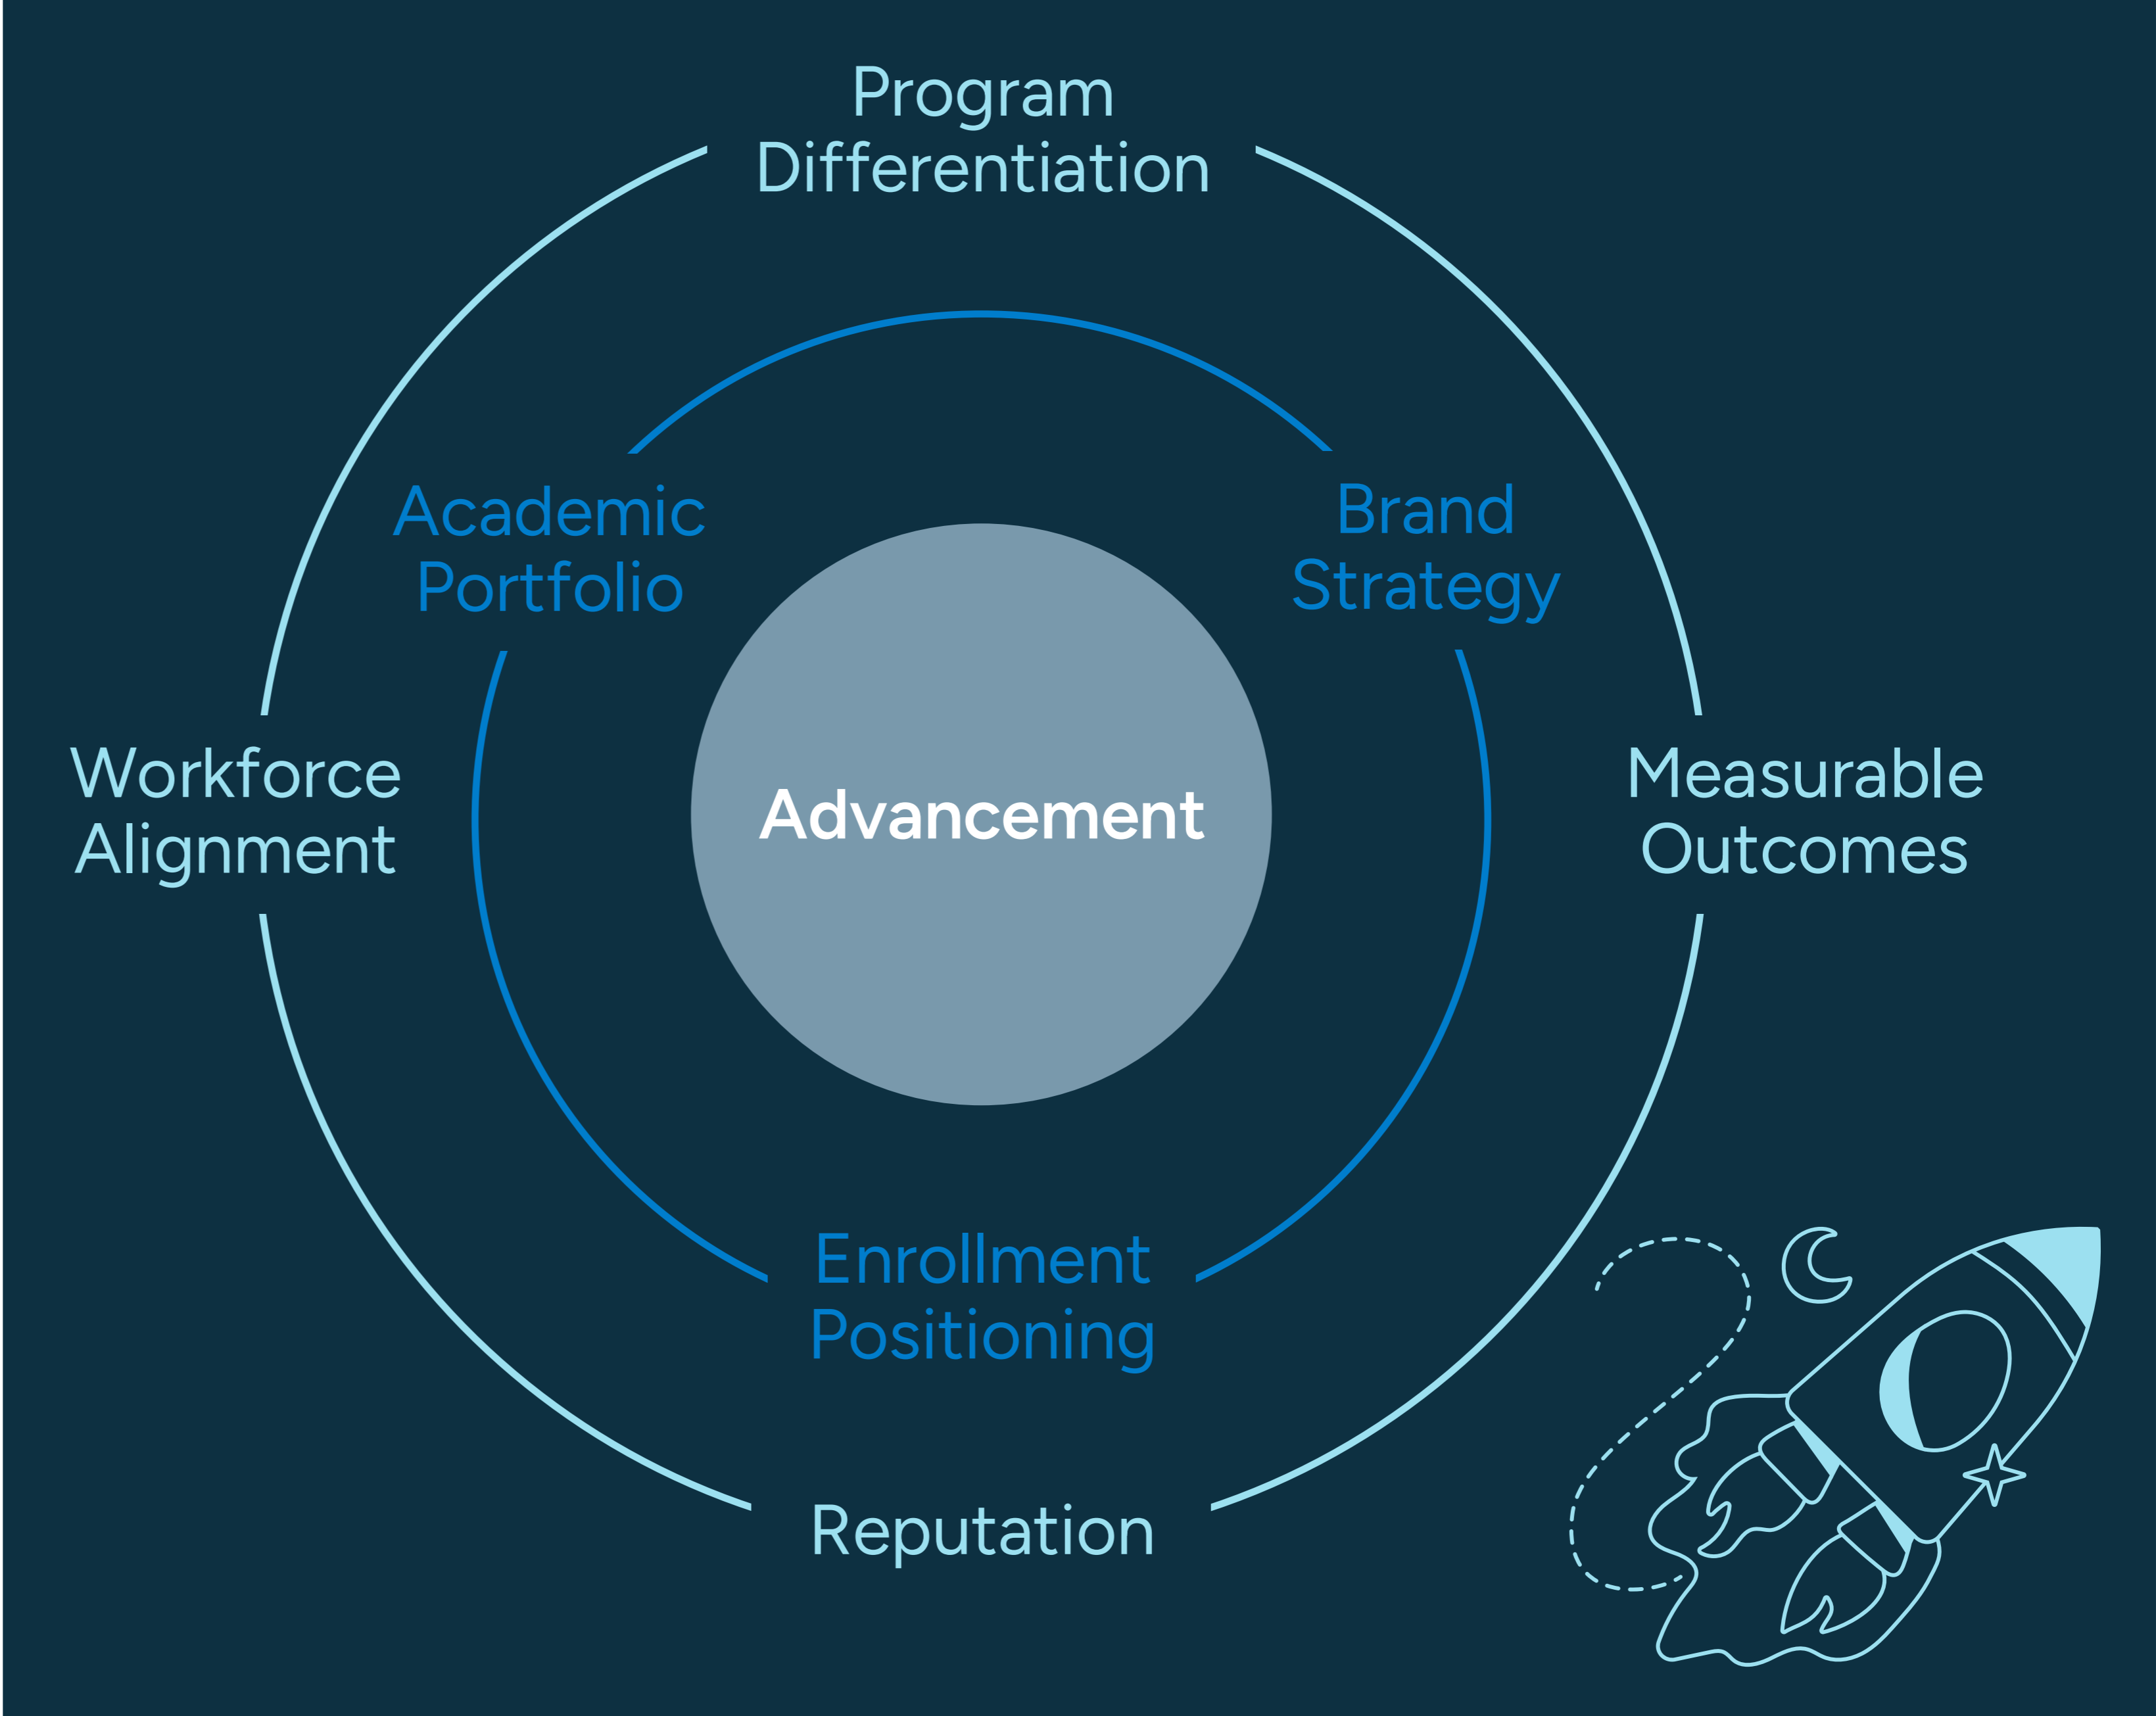 Program
Differentiation
Academic
Portfolio
Brand
Strategy
Workforce
Alignment
Advancement
Measurable
Outcomes
Enrollment
Positioning
Reputation